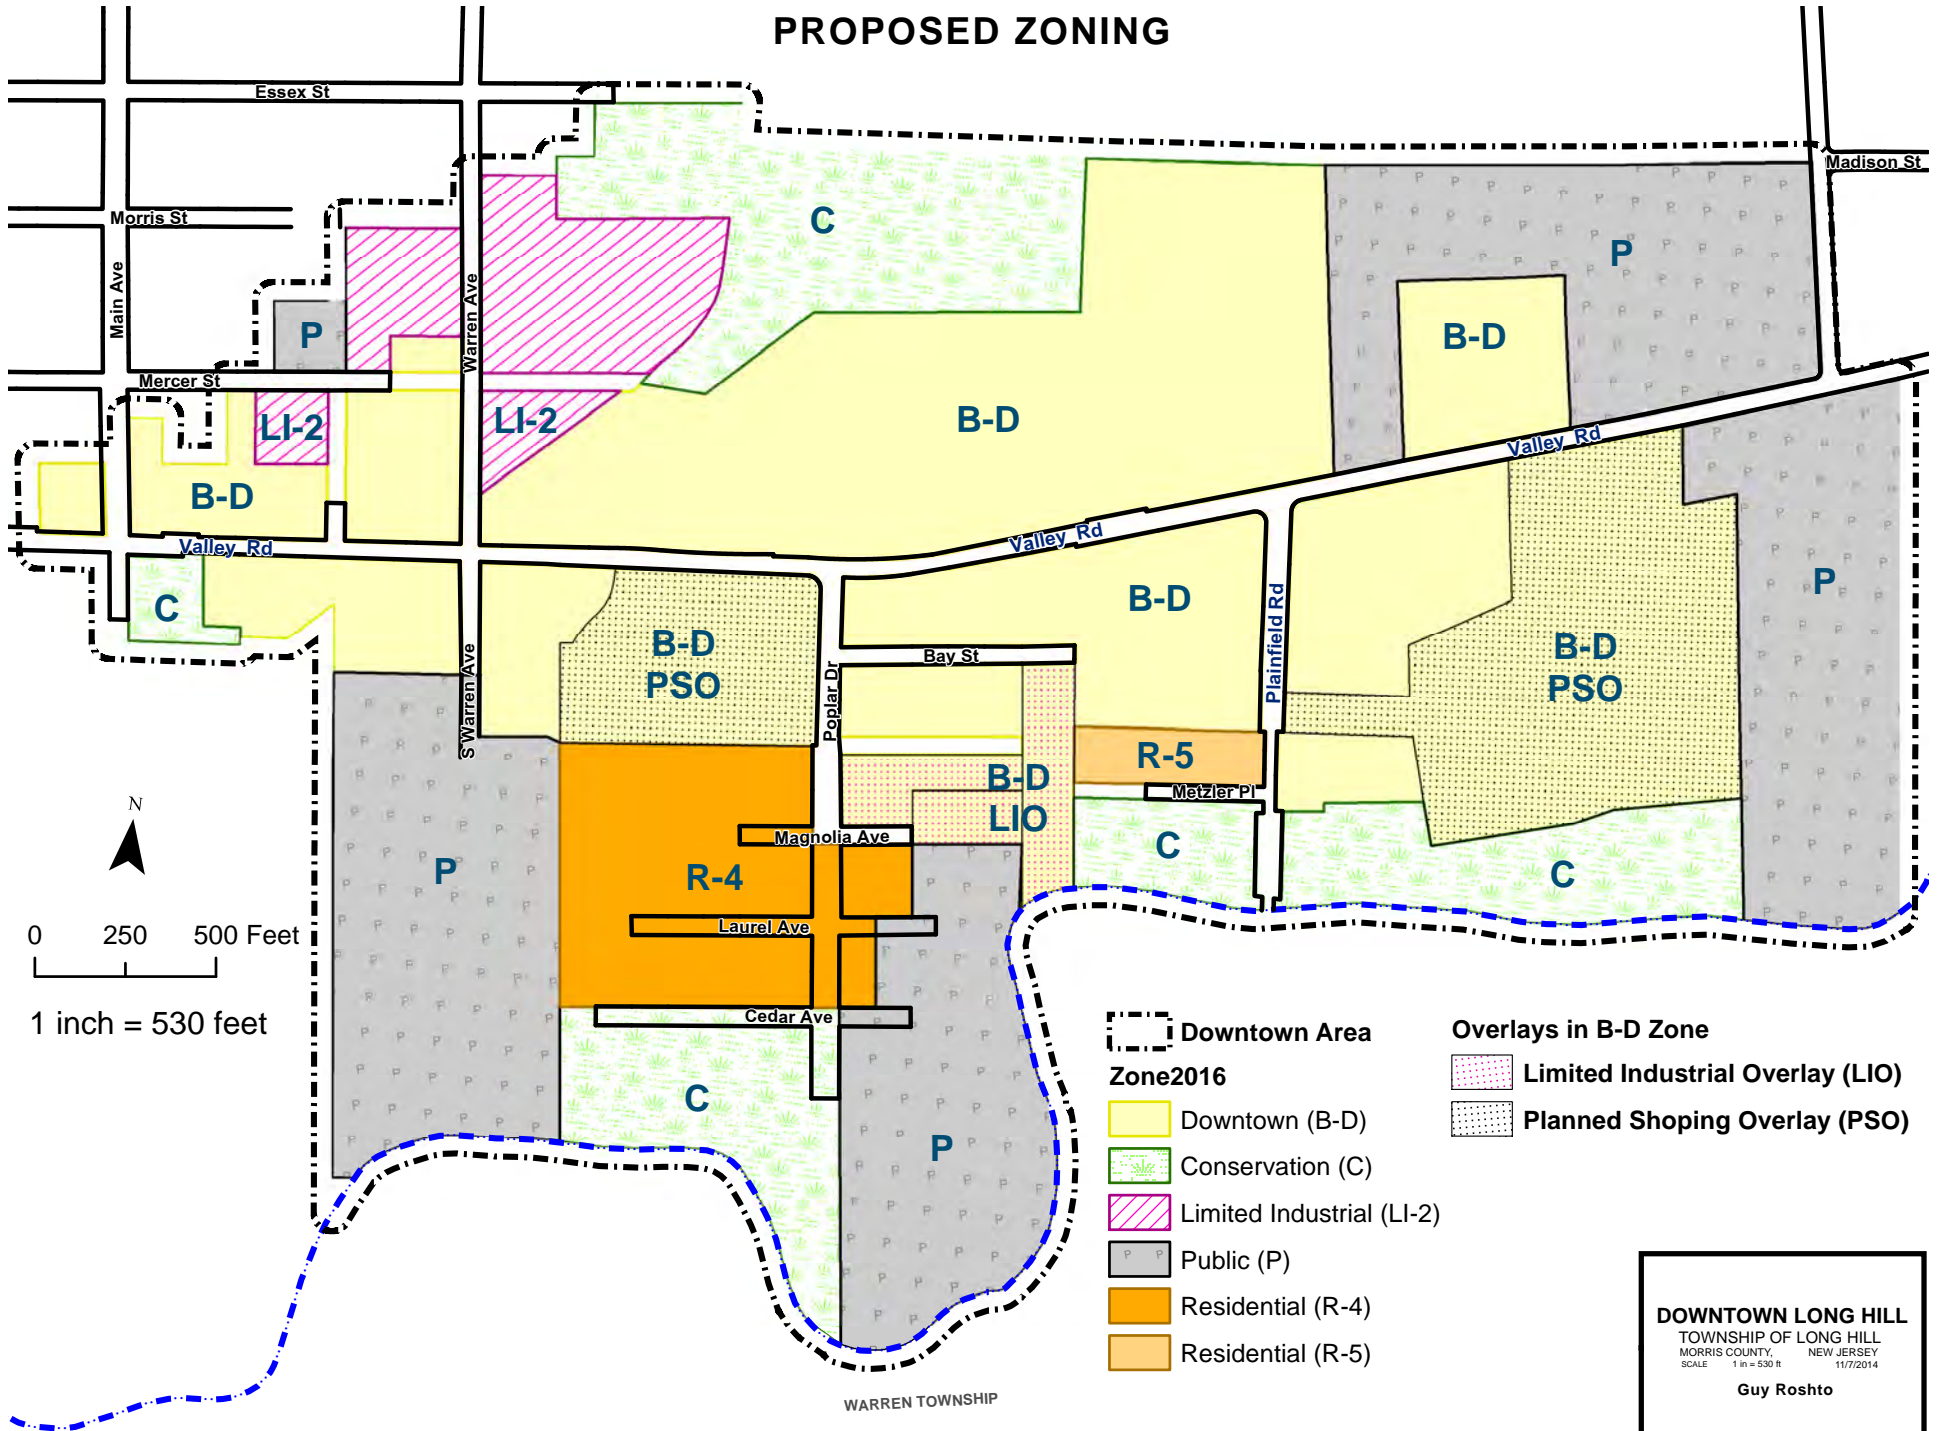 PROPOSED ZONING
Essex St
Madison St
Morris St
C
P
Main Ave
Warren Ave
P
B-D
Mercer St
LI-2
LI-2
B-D
Valley Rd
B-D
Valley Rd
Valley Rd
C
B-D
P
Plainfield Rd
B-D
PSO
B-D
PSO
Bay St
S Warren Ave
Poplar Dr
R-5
B-D
LIO
Metzler Pl
N
Magnolia Ave
C
P
R-4
C
Laurel Ave
0 250 500 Feet
1 inch = 530 feet
Cedar Ave
C
P
Downtown Area
Zone2016
Downtown (B-D)
Conservation (C)
Limited Industrial (LI-2)
P P
Public (P)
Residential (R-4)
Residential (R-5)
Overlays in B-D Zone
Limited Industrial Overlay (LIO)
Planned Shoping Overlay (PSO)
WARREN TOWNSHIP
DOWNTOWN LONG HILL
TOWNSHIP OF LONG HILL
MORRIS COUNTY, NEW JERSEY
SCALE 1 in = 530 ft 11/7/2014
Guy Roshto